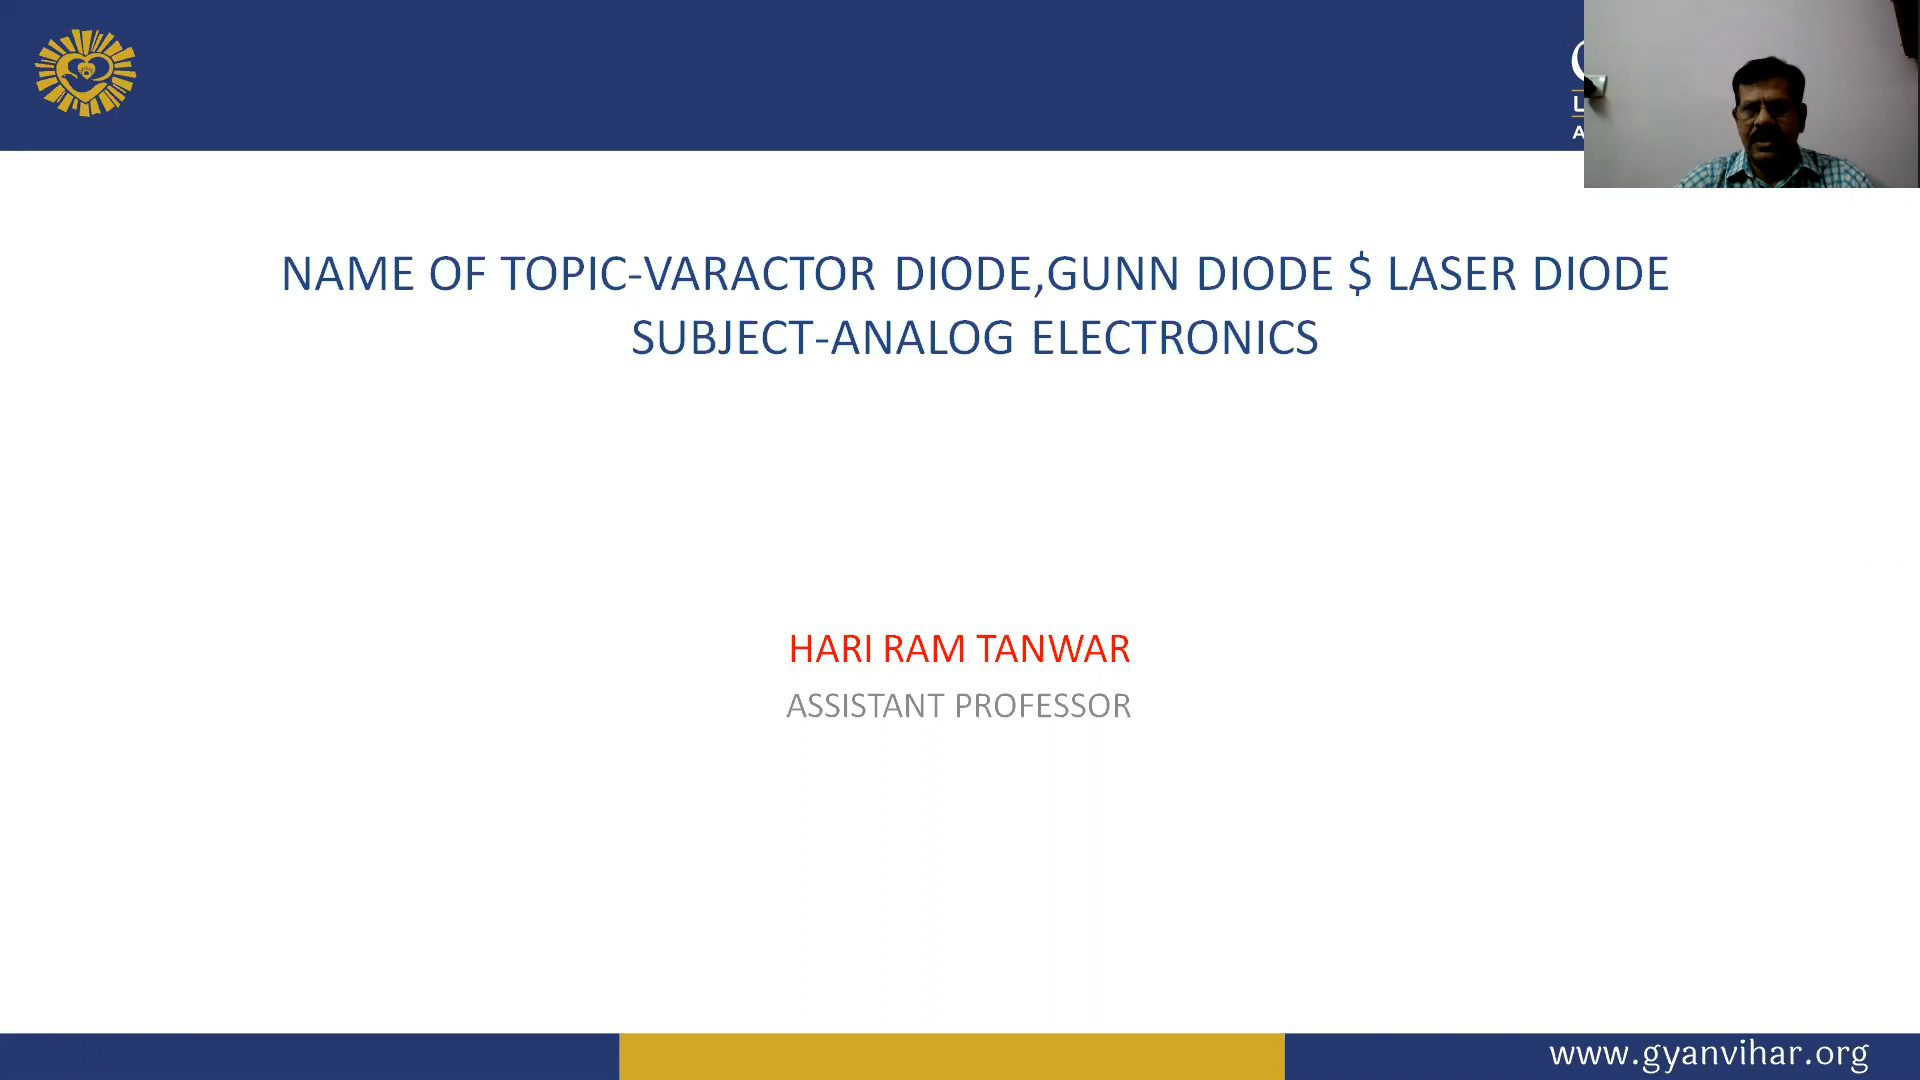 NAME OF TOPIC-VARACTOR DIODE,GUNN DIODE $ LASER DIODE
SUBJECT-ANALOG ELECTRONICS
HARI RAM TANWAR
ASSISTANT PROFESSOR
www.gyanvihar.org